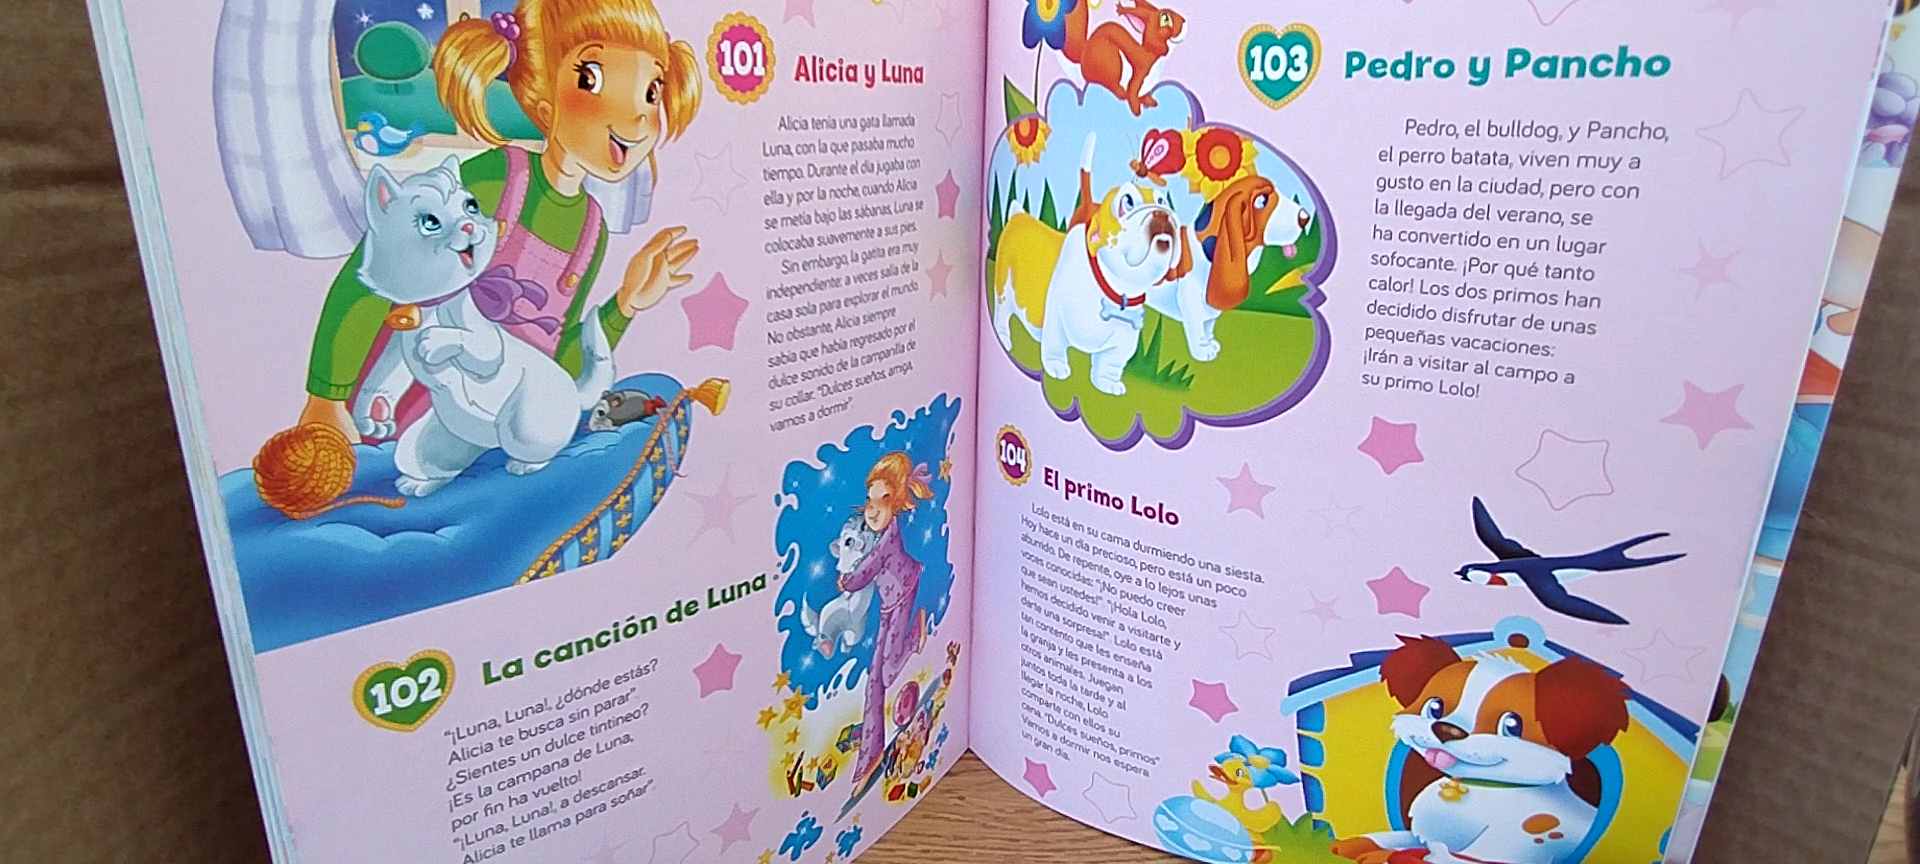 101
Alicia y Luna
Alicia tenía una gata llamada
Luna, con la que pasaba mucho
tiempo. Durante el día jugaba con
ella y por la noche, cuando Alicia
se metía bajo las sábanas, Luna se
colocaba suavemente a sus pies.
Sin embargo, la gatita era muy
independiente: a veces salía de la
casa sola para explorar el mundo.
No obstante, Alicia siempre
sabía que había regresado por el
dulce sonido de la campanilla de
su collar. "Dulces sueños, amiga,
vamos a dormir".
102
La canción de Luna
"¡Luna, Luna!, ¿dónde estás?
Alicia te busca sin parar".
¿Sientes un dulce tintineo?
¡Es la campana de Luna,
por fin ha vuelto!
"¡Luna, Luna!, a descansar.
Alicia te llama para soñar".
103
Pedro y Pancho
Pedro, el bulldog, y Pancho,
el perro batata, viven muy a
gusto en la ciudad, pero con
la llegada del verano, se
ha convertido en un lugar
sofocante. ¡Por qué tanto
calor! Los dos primos han
decidido disfrutar de unas
pequeñas vacaciones:
¡Irán a visitar al campo a
su primo Lolo!
104
El primo Lolo
Lolo está en su cama durmiendo una siesta.
Hoy hace un día precioso, pero está un poco
aburrido. De repente, oye a lo lejos unas
voces conocidas: "¡No puedo creer
que sean ustedes!" "¡Hola Lolo,
hemos decidido venir a visitarte y
darte una sorpresa!". Lolo está
tan contento que les enseña
la granja y les presenta a los
otros animales. Juegan
juntos toda la tarde y al
llegar la noche, Lolo
comparte con ellos su
cena. "Dulces sueños, primos"
Vamos a dormir nos espera
un gran día.